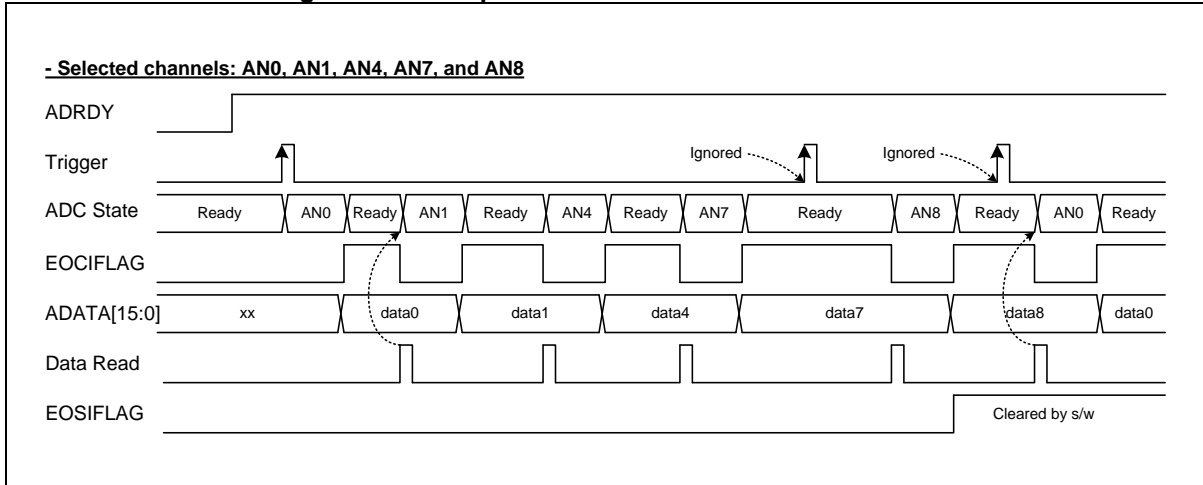 - Selected channels: AN0, AN1, AN4, AN7, and AN8
ADRDY
Trigger Ignored Ignored
ADC State Ready AN0 Ready AN1 Ready AN4 Ready AN7 Ready AN8 Ready AN0 Ready
EOCIFLAG
ADATA[15:0] xx data0 data1 data4 data7 data8 data0
Data Read
EOSIFLAG Cleared by s/w